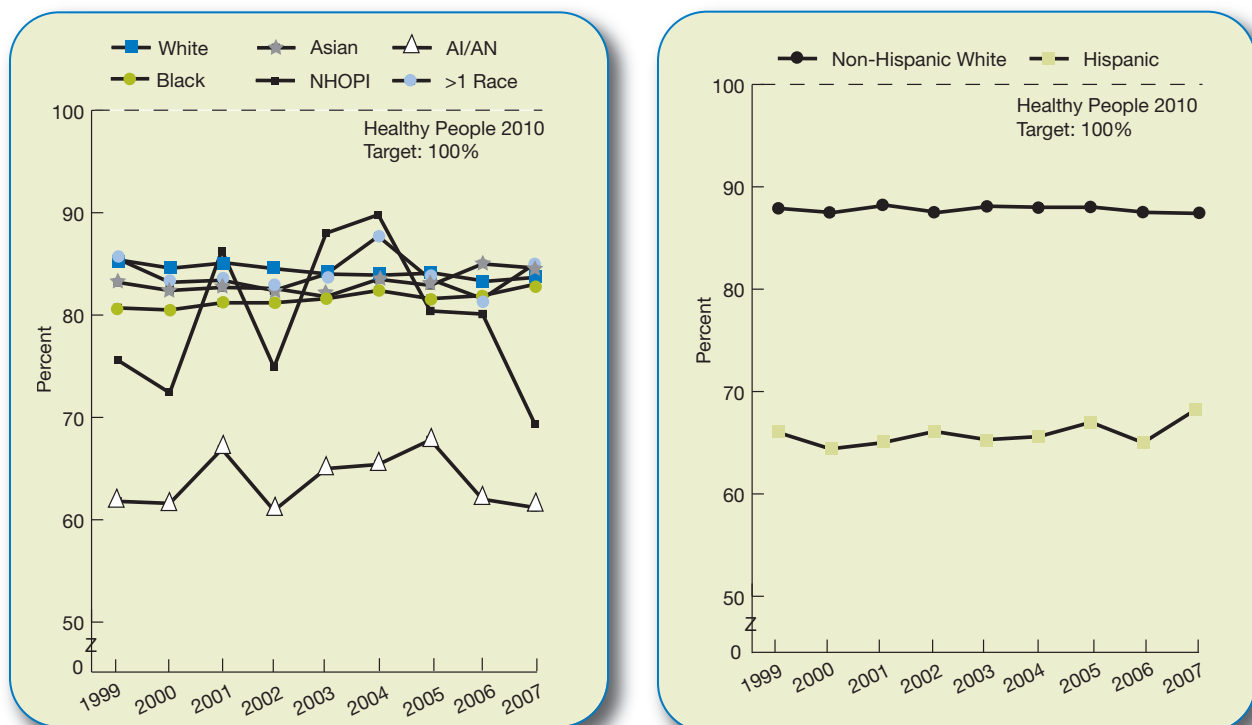 White Asian AI/AN
Black NHOPI >1 Race
100
Healthy People 2010
Target: 100%
90
80
Percent
70
60
50
Z
0
1999 2000 2001 2002 2003 2004 2005 2006 2007
Non-Hispanic White Hispanic
100
Healthy People 2010
Target: 100%
90
80
Percent
70
60
50
Z
0
1999 2000 2001 2002 2003 2004 2005 2006 2007